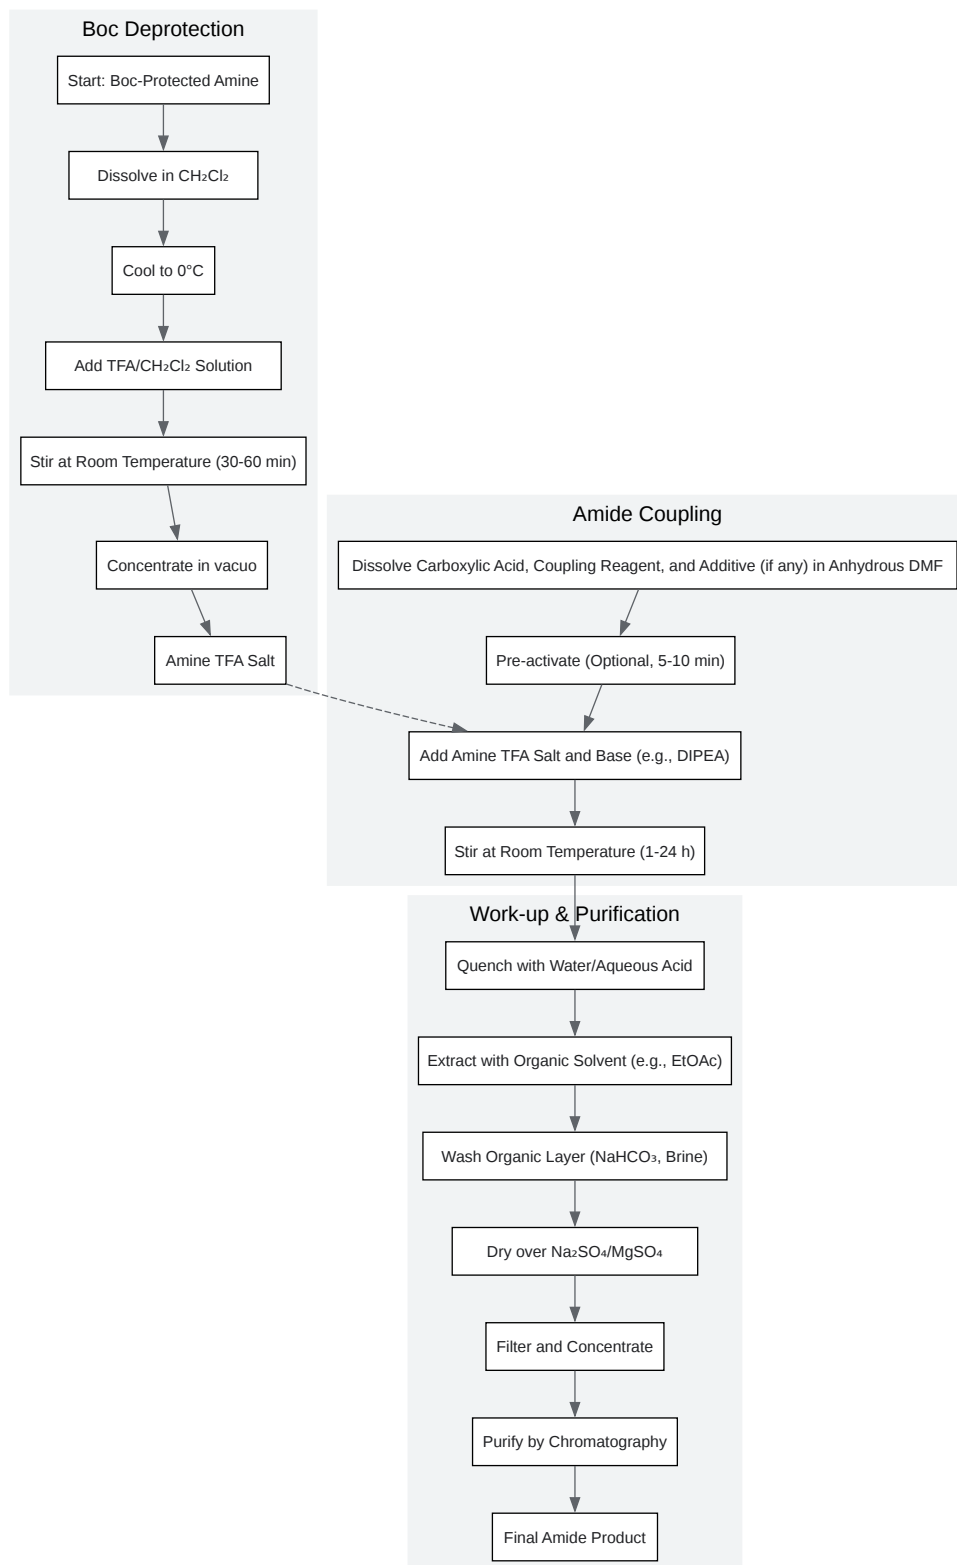 Boc Deprotection
Start: Boc-Protected Amine
Dissolve in CH₂Cl₂
Cool to 0°C
Add TFA/CH₂Cl₂ Solution
Stir at Room Temperature (30-60 min)
Concentrate in vacuo
Amine TFA Salt
Amide Coupling
Dissolve Carboxylic Acid, Coupling Reagent, and Additive (if any) in Anhydrous DMF
Pre-activate (Optional, 5-10 min)
Add Amine TFA Salt and Base (e.g., DIPEA)
Stir at Room Temperature (1-24 h)
Work-up & Purification
Quench with Water/Aqueous Acid
Extract with Organic Solvent (e.g., EtOAc)
Wash Organic Layer (NaHCO₃, Brine)
Dry over Na₂SO₄/MgSO₄
Filter and Concentrate
Purify by Chromatography
Final Amide Product